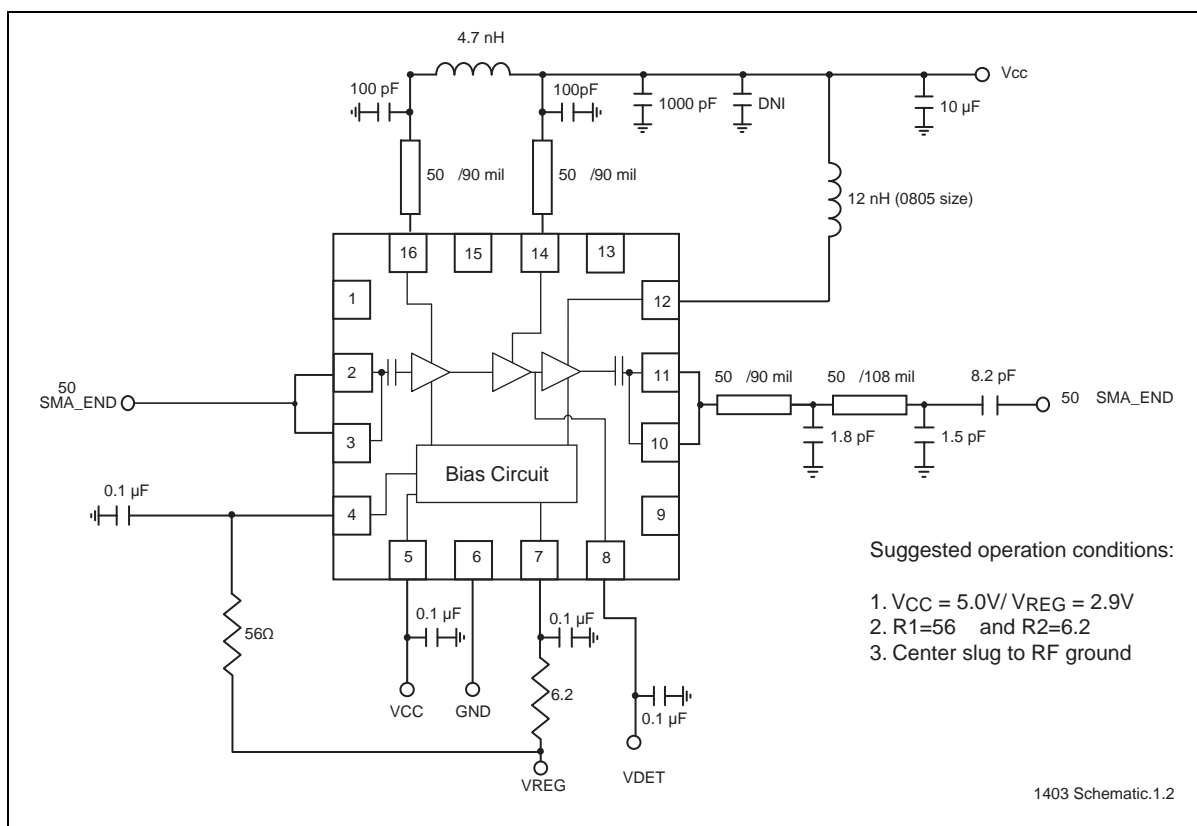 4.7 nH
Vcc
100 pF
100pF
1000 pF
DNI
10 µF
50 /90 mil
50 /90 mil
12 nH (0805 size)
16
15
14
13
1
12
2
11
50
SMA_END
3
10
50 /90 mil
50 /108 mil
8.2 pF
50 SMA_END
1.8 pF
1.5 pF
Bias Circuit
0.1 µF
4
9
5
6
7
8
56Ω
0.1 µF
0.1 µF
6.2
0.1 µF
VCC
GND
VREG
VDET
Suggested operation conditions:
1. VCC = 5.0V/ VREG = 2.9V
2. R1=56 and R2=6.2
3. Center slug to RF ground
1403 Schematic.1.2